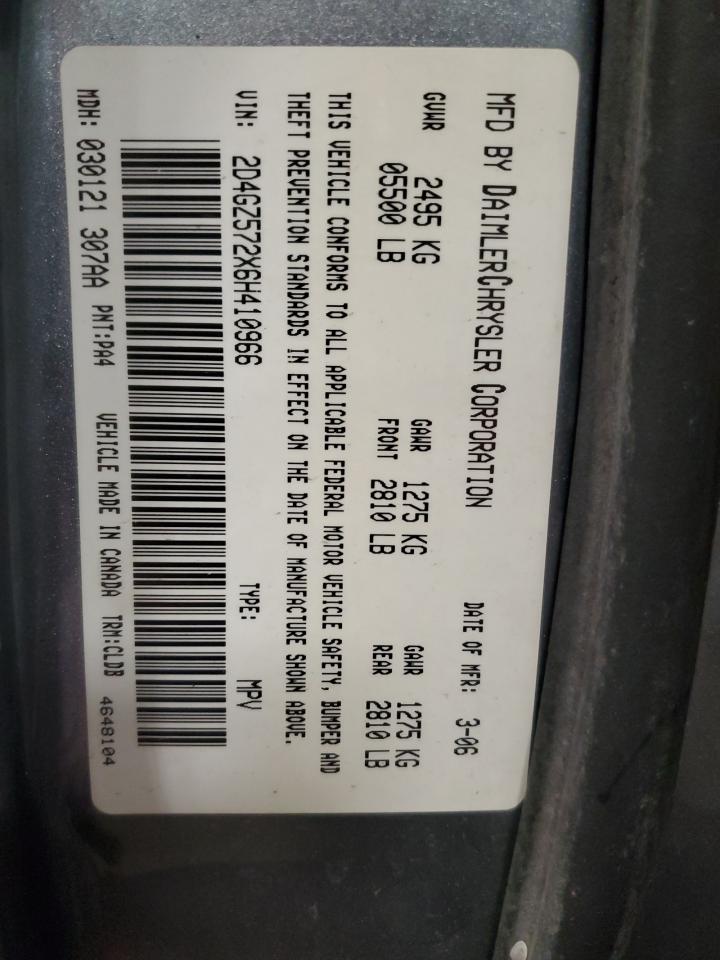 MFD BY DAIMLERCHRYSLER CORPORATION DATE OF MFR: 3-06
GVWR 2495 KG GAWR 1275 KG GAWR 1275 KG
05500 LB FRONT 2810 LB REAR 2810 LB
THIS VEHICLE CONFORMS TO ALL APPLICABLE FEDERAL MOTOR VEHICLE SAFETY, BUMPER AND
THEFT PREVENTION STANDARDS IN EFFECT ON THE DATE OF MANUFACTURE SHOWN ABOVE.
VIN: 2D4GZ572X6H410966 TYPE: MPV
MDH: 030121 307AA PNT:PA4 VEHICLE MADE IN CANADA TRM:CLDB 4648104